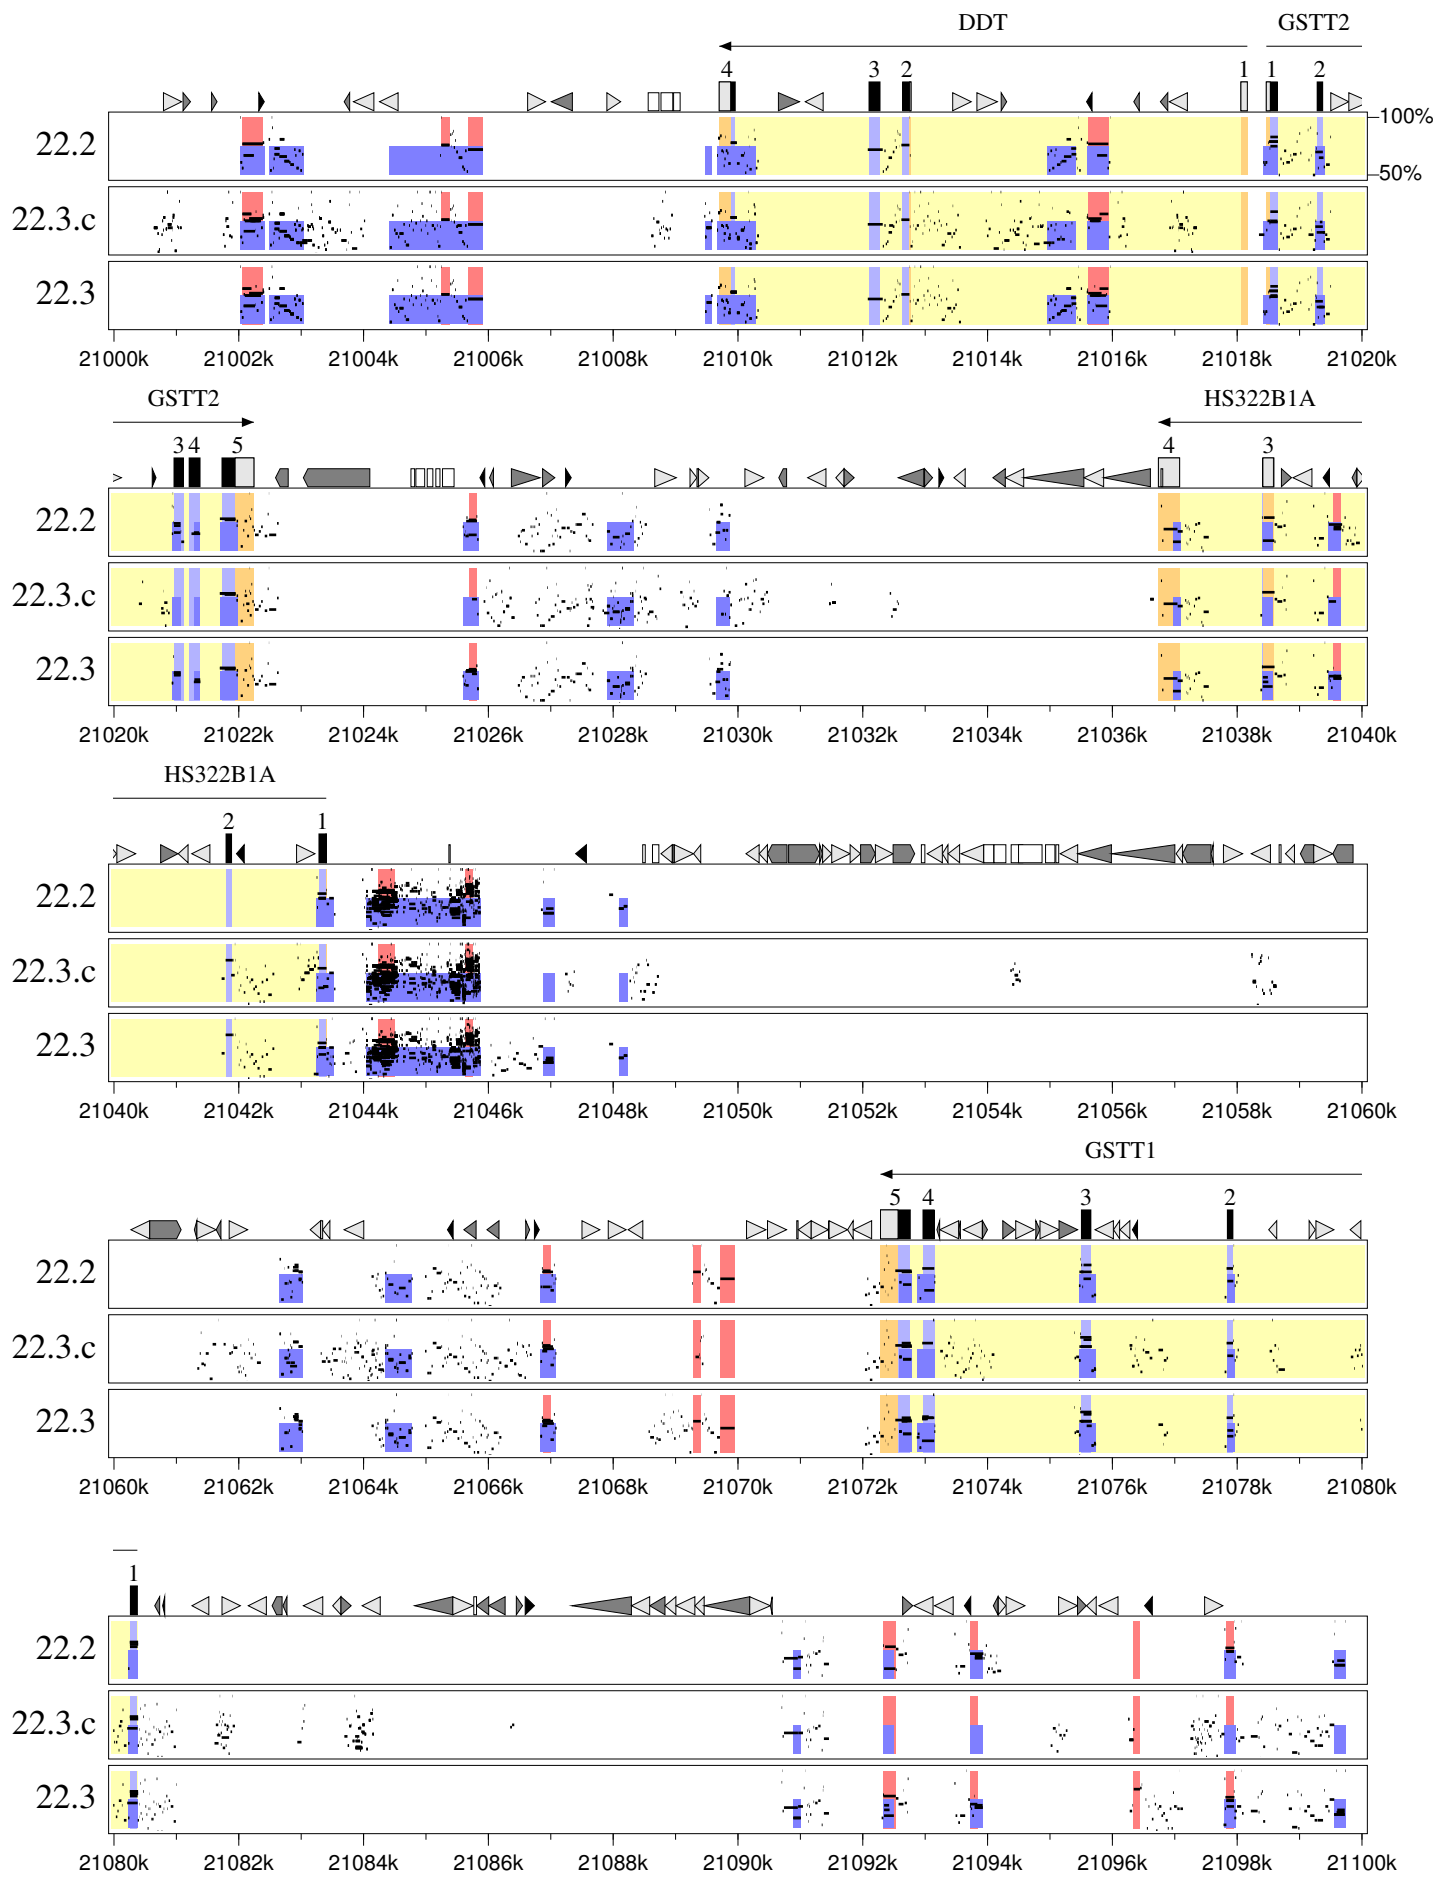 DDT GSTT2
4 3 2 1 1 2
22.2 100%
50%
22.3.c
22.3
21000k 21002k 21004k 21006k 21008k 21010k 21012k 21014k 21016k 21018k 21020k
GSTT2 HS322B1A
3 4 5 4 3
22.2
22.3.c
22.3
21020k 21022k 21024k 21026k 21028k 21030k 21032k 21034k 21036k 21038k 21040k
HS322B1A
2 1
22.2
22.3.c
22.3
21040k 21042k 21044k 21046k 21048k 21050k 21052k 21054k 21056k 21058k 21060k
GSTT1
5 4 3 2
22.2
22.3.c
22.3
21060k 21062k 21064k 21066k 21068k 21070k 21072k 21074k 21076k 21078k 21080k
1
22.2
22.3.c
22.3
21080k 21082k 21084k 21086k 21088k 21090k 21092k 21094k 21096k 21098k 21100k